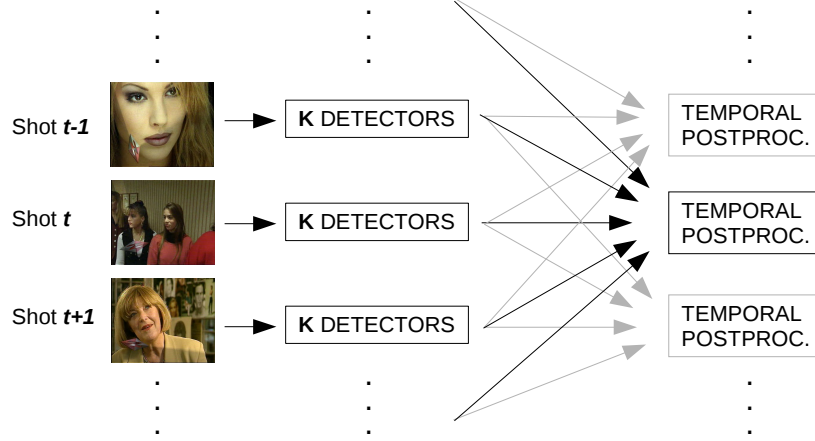 Shot t-1
K DETECTORS
TEMPORAL
POSTPROC.
Shot t
K DETECTORS
TEMPORAL
POSTPROC.
Shot t+1
K DETECTORS
TEMPORAL
POSTPROC.